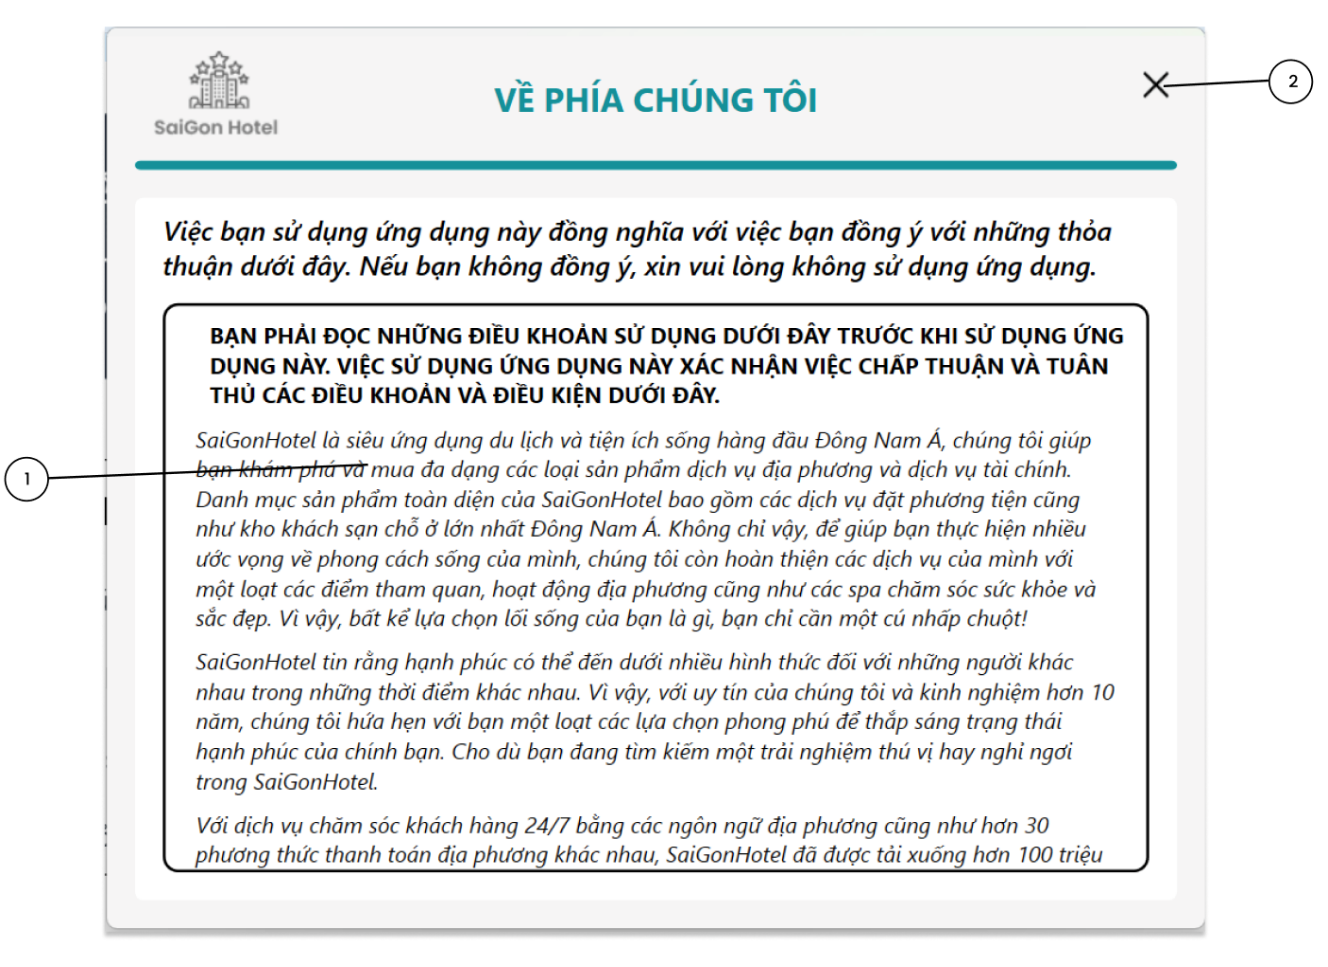 SaiGon Hotel
VỀ PHÍA CHÚNG TÔI
2
Việc bạn sử dụng ứng dụng này đồng nghĩa với việc bạn đồng ý với những thỏa
thuận dưới đây. Nếu bạn không đồng ý, xin vui lòng không sử dụng ứng dụng.
BẠN PHẢI ĐỌC NHỮNG ĐIỀU KHOẢN SỬ DỤNG DƯỚI ĐÂY TRƯỚC KHI SỬ DỤNG ỨNG
DỤNG NÀY. VIỆC SỬ DỤNG ỨNG DỤNG NÀY XÁC NHẬN VIỆC CHẤP THUẬN VÀ TUÂN
THỦ CÁC ĐIỀU KHOẢN VÀ ĐIỀU KIỆN DƯỚI ĐÂY.
SaiGonHotel là siêu ứng dụng du lịch và tiện ích sống hàng đầu Đông Nam Á, chúng tôi giúp
1
bạn khám phá và mua đa dạng các loại sản phẩm dịch vụ địa phương và dịch vụ tài chính.
Danh mục sản phẩm toàn diện của SaiGonHotel bao gồm các dịch vụ đặt phương tiện cũng
như kho khách sạn chỗ ở lớn nhất Đông Nam Á. Không chỉ vậy, để giúp bạn thực hiện nhiều
ước vọng về phong cách sống của mình, chúng tôi còn hoàn thiện các dịch vụ của mình với
một loạt các điểm tham quan, hoạt động địa phương cũng như các spa chăm sóc sức khỏe và
sắc đẹp. Vì vậy, bất kể lựa chọn lối sống của bạn là gì, bạn chỉ cần một cú nhấp chuột!
SaiGonHotel tin rằng hạnh phúc có thể đến dưới nhiều hình thức đối với những người khác
nhau trong những thời điểm khác nhau. Vì vậy, với uy tín của chúng tôi và kinh nghiệm hơn 10
năm, chúng tôi hứa hẹn với bạn một loạt các lựa chọn phong phú để thắp sáng trạng thái
hạnh phúc của chính bạn. Cho dù bạn đang tìm kiếm một trải nghiệm thú vị hay nghỉ ngơi
trong SaiGonHotel.
Với dịch vụ chăm sóc khách hàng 24/7 bằng các ngôn ngữ địa phương cũng như hơn 30
phương thức thanh toán địa phương khác nhau, SaiGonHotel đã được tải xuống hơn 100 triệu